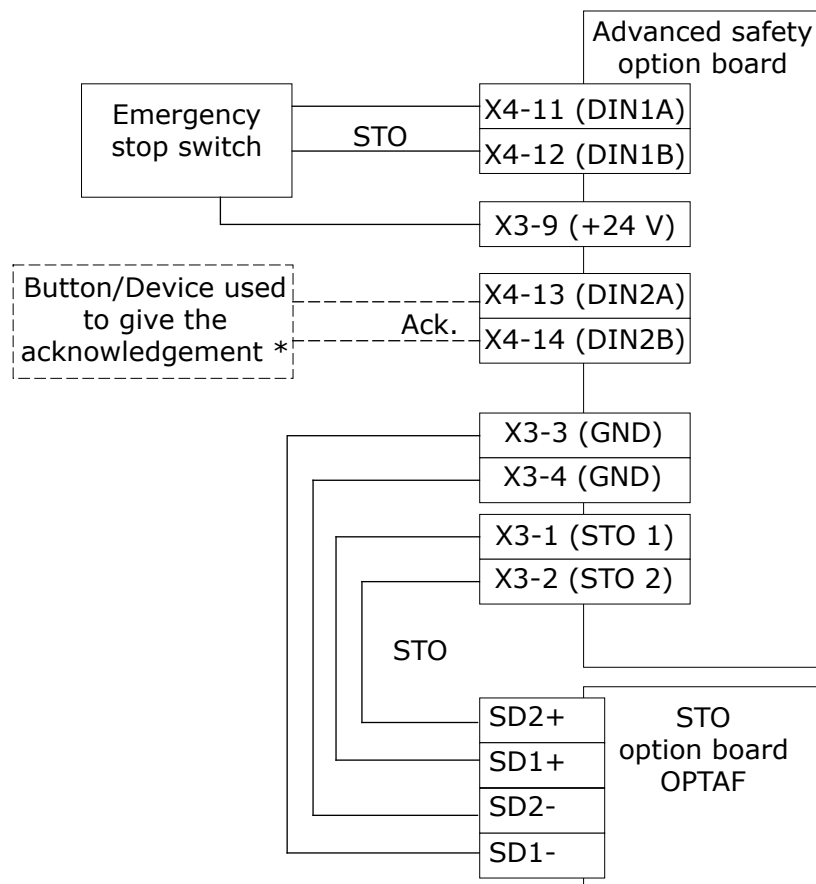 Advanced safety
option board
Emergency
stop switch
STO
X4-11 (DIN1A)
X4-12 (DIN1B)
X3-9 (+24 V)
Button/Device used
to give the
acknowledgement *
Ack.
X4-13 (DIN2A)
X4-14 (DIN2B)
X3-3 (GND)
X3-4 (GND)
X3-1 (STO 1)
X3-2 (STO 2)
STO
SD2+
SD1+
SD2-
SD1-
STO
option board
OPTAF